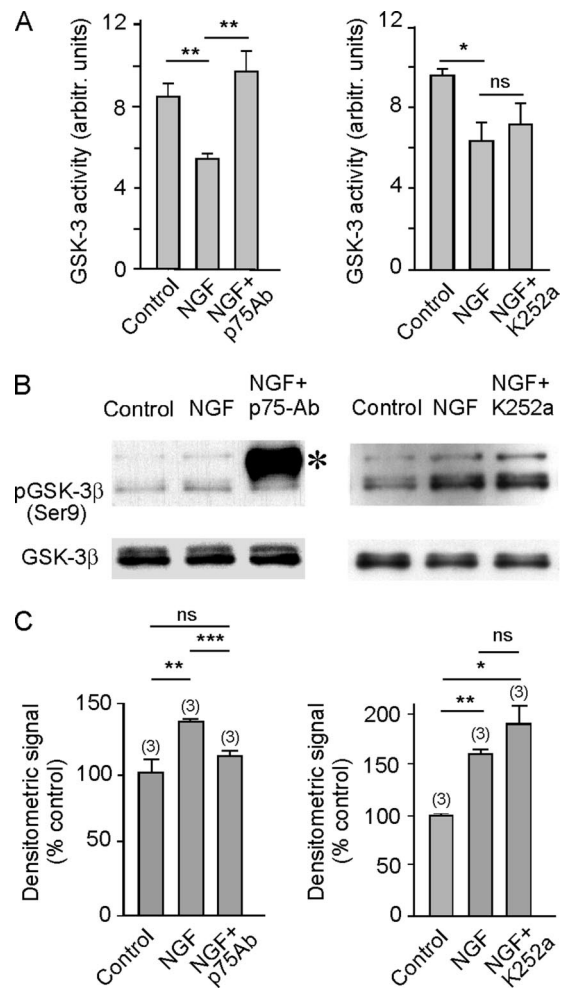 A
GSK-3 activity (arbitr. units)
12
8
4
0
**
**
Control
NGF
NGF+
p75Ab
GSK-3 activity (arbitr. units)
12
8
4
0
*
ns
Control
NGF
NGF+
K252a
B
Control
NGF
NGF+
p75-Ab
Control
NGF
NGF+
K252a
*
pGSK-3β
(Ser9)
GSK-3β
C
Densitometric signal
(% control)
150
100
50
0
ns
***
**
(3)
(3)
(3)
Control
NGF
NGF+
p75Ab
Densitometric signal
(% control)
200
150
100
50
0
ns
*
**
(3)
(3)
(3)
Control
NGF
NGF+
K252a